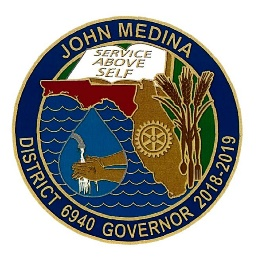 JOHN MEDINA
SERVICE
ABOVE
SELF
DISTRICT 6940 GOVERNOR 2018-2019